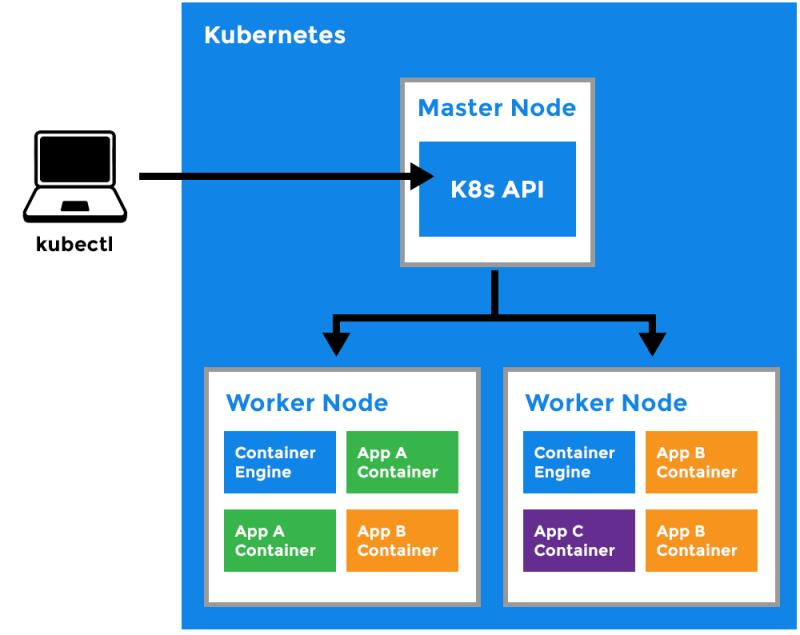 Kubernetes
Master Node
K8s API
kubectl
Worker Node
Container
Engine
App A
Container
App A
Container
App B
Container
Worker Node
Container
Engine
App B
Container
App C
Container
App B
Container